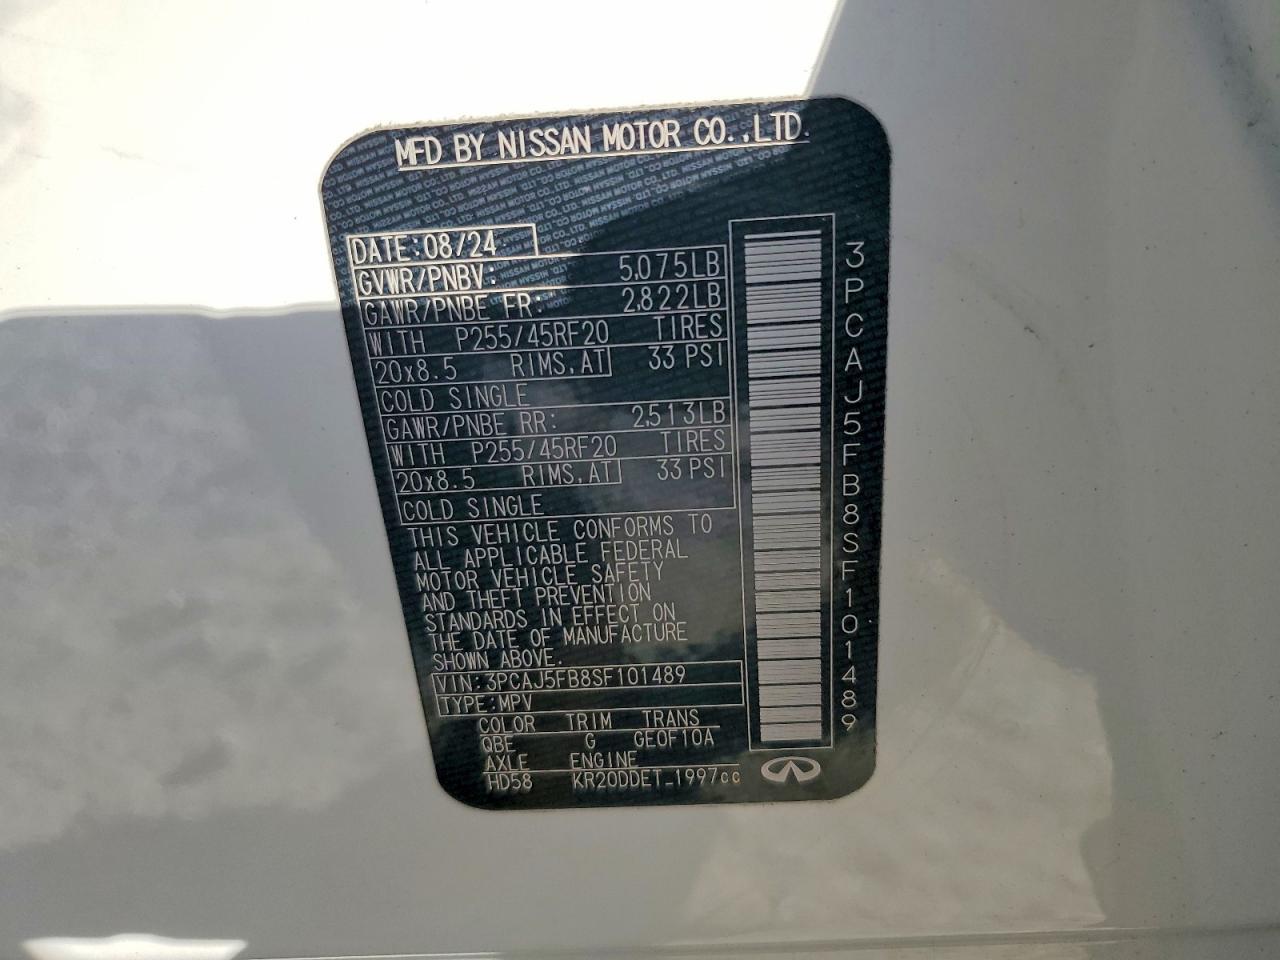 MFD BY NISSAN MOTOR CO.,LTD.
DATE:08/24
GVWR/PNBV: 5,075LB
GAWR/PNBE FR: 2,822LB
WITH P255/45RF20 TIRES
20x8.5 RIMS,AT 33 PSI
COLD SINGLE
GAWR/PNBE RR: 2,513LB
WITH P255/45RF20 TIRES
20x8.5 RIMS,AT 33 PSI
COLD SINGLE
THIS VEHICLE CONFORMS TO
ALL APPLICABLE FEDERAL
MOTOR VEHICLE SAFETY
AND THEFT PREVENTION
STANDARDS IN EFFECT ON
THE DATE OF MANUFACTURE
SHOWN ABOVE.
VIN:3PCAJ5FB8SF101489
TYPE:MPV
COLOR TRIM TRANS
QBE G GE0F10A
AXLE ENGINE
HD58 KR20DDET_1997cc
3PCAJ5FB8SF101489